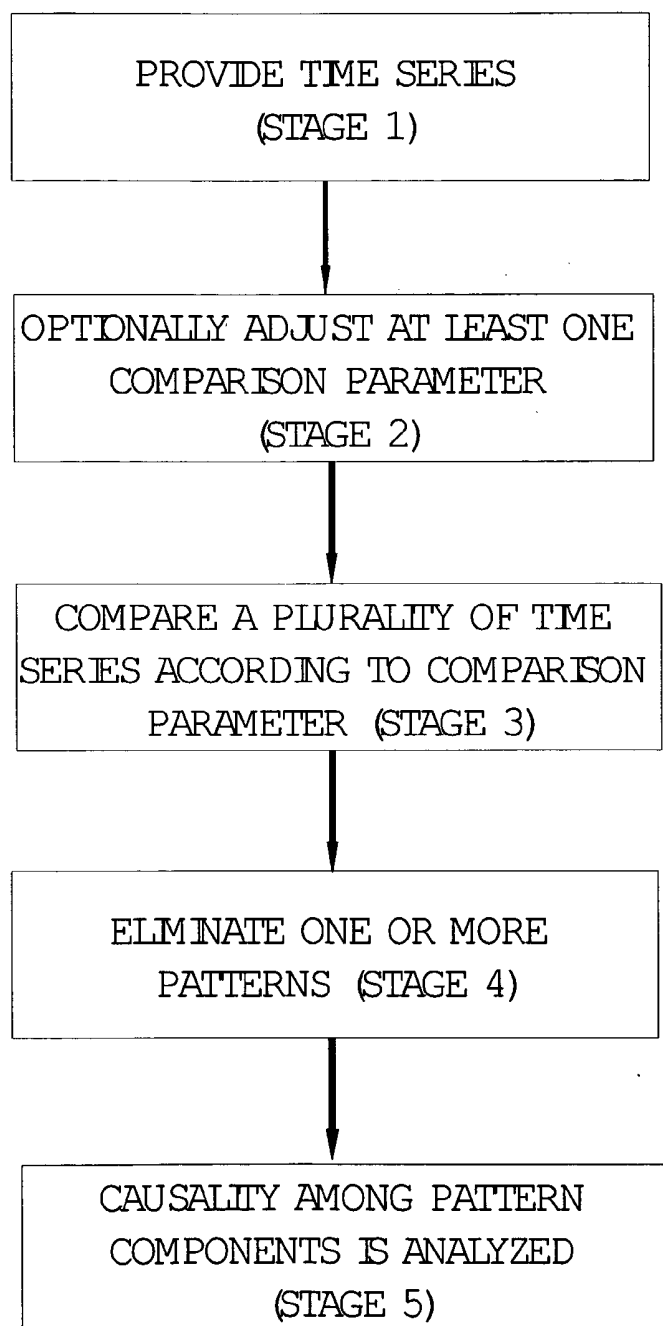 PROVIDE TIME SERIES
(STAGE 1)
OPTIONALLY ADJUST AT LEAST ONE
COMPARISON PARAMETER
(STAGE 2)
COMPARE A PLURALITY OF TIME
SERIES ACCORDING TO COMPARISON
PARAMETER (STAGE 3)
ELIMINATE ONE OR MORE
PATTERNS (STAGE 4)
CAUSALITY AMONG PATTERN
COMPONENTS IS ANALYZED
(STAGE 5)